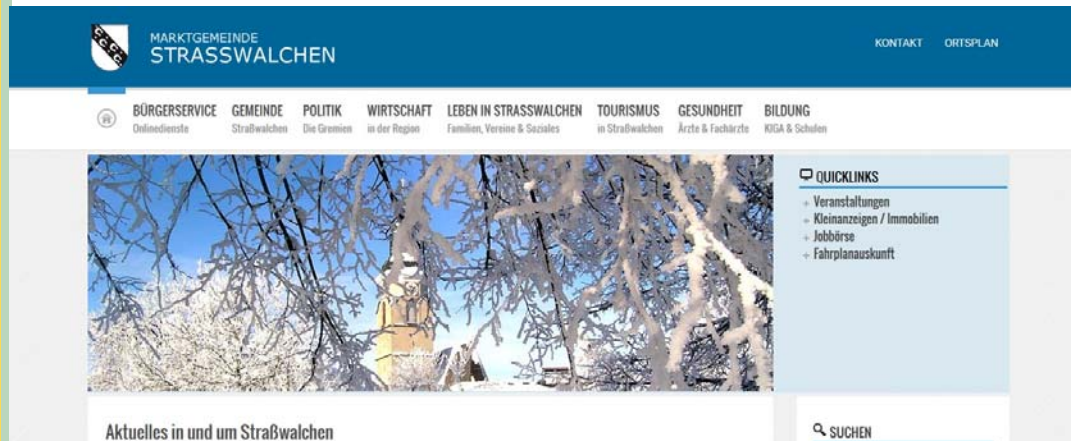 MARKTGEMEINDE
STRASSWALCHEN
KONTAKT ORTSPLAN
BÜRGERSERVICE GEMEINDE POLITIK WIRTSCHAFT LEBEN IN STRASSWALCHEN TOURISMUS GESUNDHEIT BILDUNG
Onlinedienste Straßwalchen Die Gremien in der Region Familien, Vereine & Soziales in Straßwalchen Ärzte & Fachärzte KIGA & Schulen
QUICKLINKS
Veranstaltungen
Kleinanzeigen / Immobilien
Jobbörse
Fahrplanauskunft
Aktuelles in und um Straßwalchen
SUCHEN